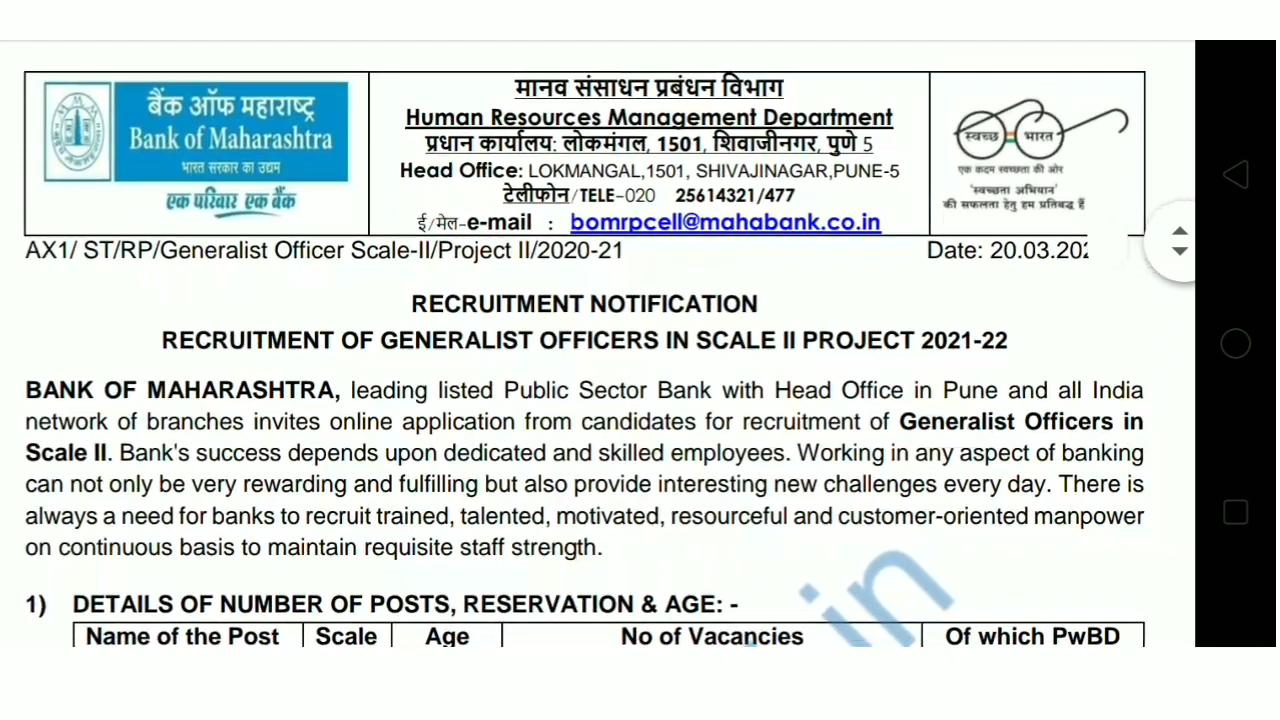 बैंक ऑफ महाराष्ट्र
Bank of Maharashtra
भारत सरकार का उद्यम
एक परिवार एक बैंक
मानव संसाधन प्रबंधन विभाग
Human Resources Management Department
प्रधान कार्यालय: लोकमंगल, 1501, शिवाजीनगर, पुणे 5
Head Office: LOKMANGAL,1501, SHIVAJINAGAR,PUNE-5
टेलीफोन/TELE–020 25614321/477
ई/मेल-e-mail : bomrpcell@mahabank.co.in
स्वच्छ भारत
एक कदम स्वच्छता की ओर
'स्वच्छता अभियान'
की सफलता हेतु हम प्रतिबद्ध हैं
AX1/ ST/RP/Generalist Officer Scale-II/Project II/2020-21 Date: 20.03.202
RECRUITMENT NOTIFICATION
RECRUITMENT OF GENERALIST OFFICERS IN SCALE II PROJECT 2021-22
BANK OF MAHARASHTRA, leading listed Public Sector Bank with Head Office in Pune and all India
network of branches invites online application from candidates for recruitment of Generalist Officers in
Scale II. Bank's success depends upon dedicated and skilled employees. Working in any aspect of banking
can not only be very rewarding and fulfilling but also provide interesting new challenges every day. There is
always a need for banks to recruit trained, talented, motivated, resourceful and customer-oriented manpower
on continuous basis to maintain requisite staff strength.
1) DETAILS OF NUMBER OF POSTS, RESERVATION & AGE: -
Name of the Post Scale Age No of Vacancies Of which PwBD
in